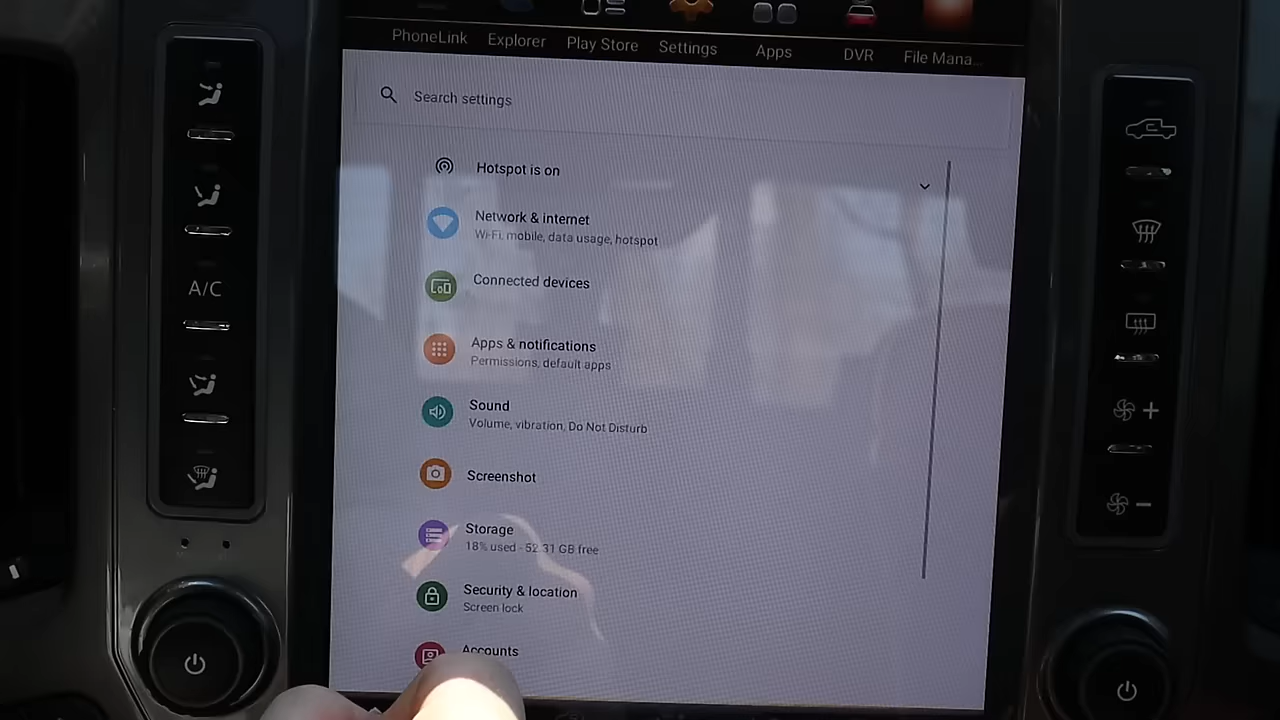 PhoneLink Explorer Play Store Settings Apps DVR File Mana...
Search settings
Hotspot is on
Network & internet
Wi-Fi, mobile, data usage, hotspot
Connected devices
Apps & notifications
Permissions, default apps
Sound
Volume, vibration, Do Not Disturb
Screenshot
Storage
18% used - 52.31 GB free
Security & location
Screen lock
Accounts
A/C